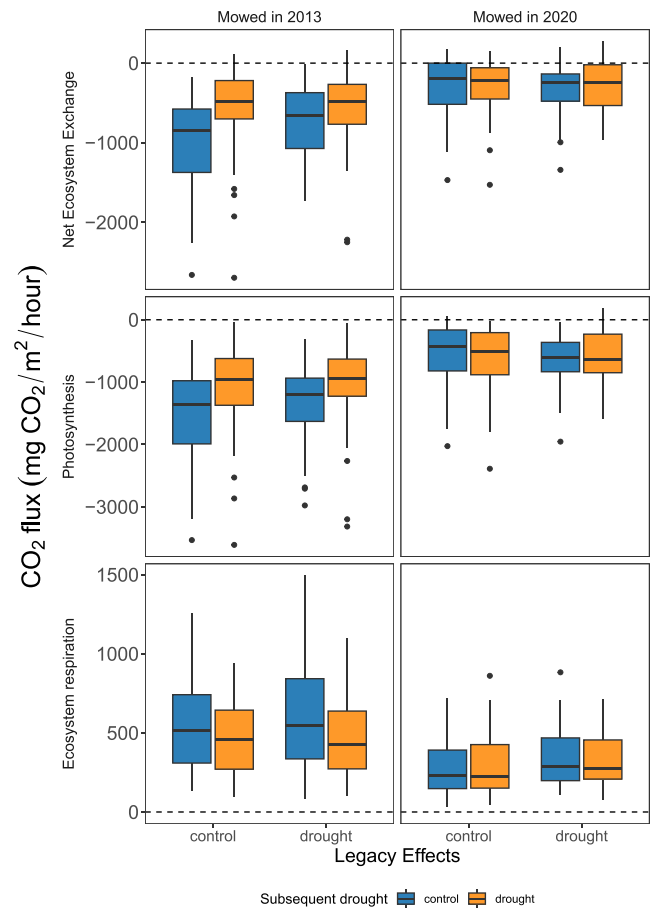 Mowed in 2013
Mowed in 2020
CO2 flux (mg CO2/m²/hour)
Net Ecosystem Exchange
0
−1000
−2000
Photosynthesis
0
−1000
−2000
−3000
Ecosystem respiration
1500
1000
500
0
control
drought
control
drought
Legacy Effects
Subsequent drought
control
drought